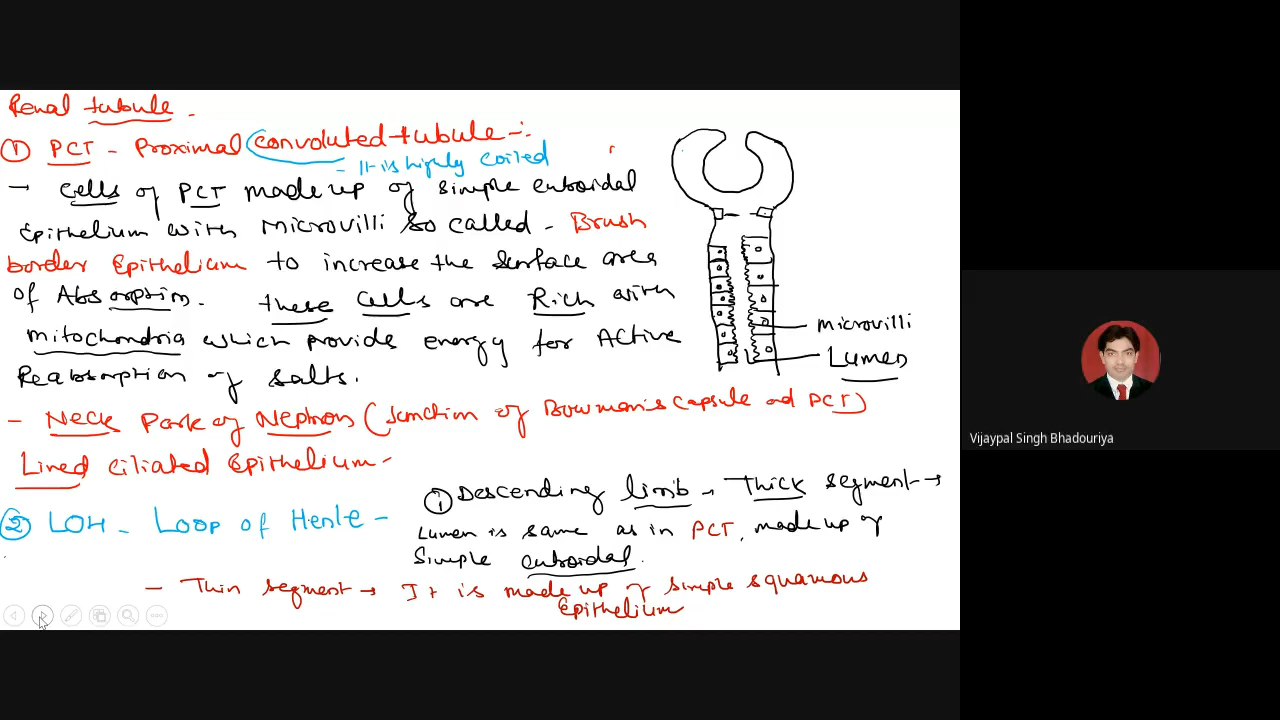 Renal tubule.
① PCT - Proximal convoluted tubule :-
= It is highly coiled
→ Cells of PCT made up of simple cuboidal
Epithelium with Microvilli so called - Brush
border Epithelium to increase the surface area
of Absorption. These cells are Rich with
mitochondria which provide energy for Active
Reabsorption of salts.
Microvilli
Lumen
- Neck Part of Nephron (Junction of Bowman's capsule ad PCT)
Lined ciliated Epithelium -
② LOH - Loop of Henle -
① Descending limb → Thick segment →
Lumen is same as in PCT, made up of
Simple cuboidal.
- Thin segment → It is made up of simple squamous
Epithelium
Vijaypal Singh Bhadouriya